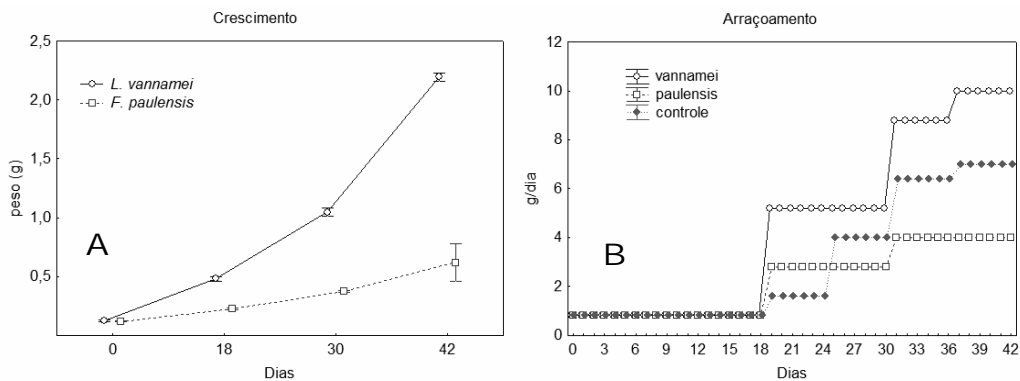 Crescimento
2,5
2,0
1,5
1,0
0,5
peso (g)
L. vannamei
F. paulensis
A
0 18 30 42
Dias
Arraçoamento
12
10
8
6
4
2
0
g/dia
vannamei
paulensis
controle
B
0 3 6 9 12 15 18 21 24 27 30 33 36 39 42
Dias